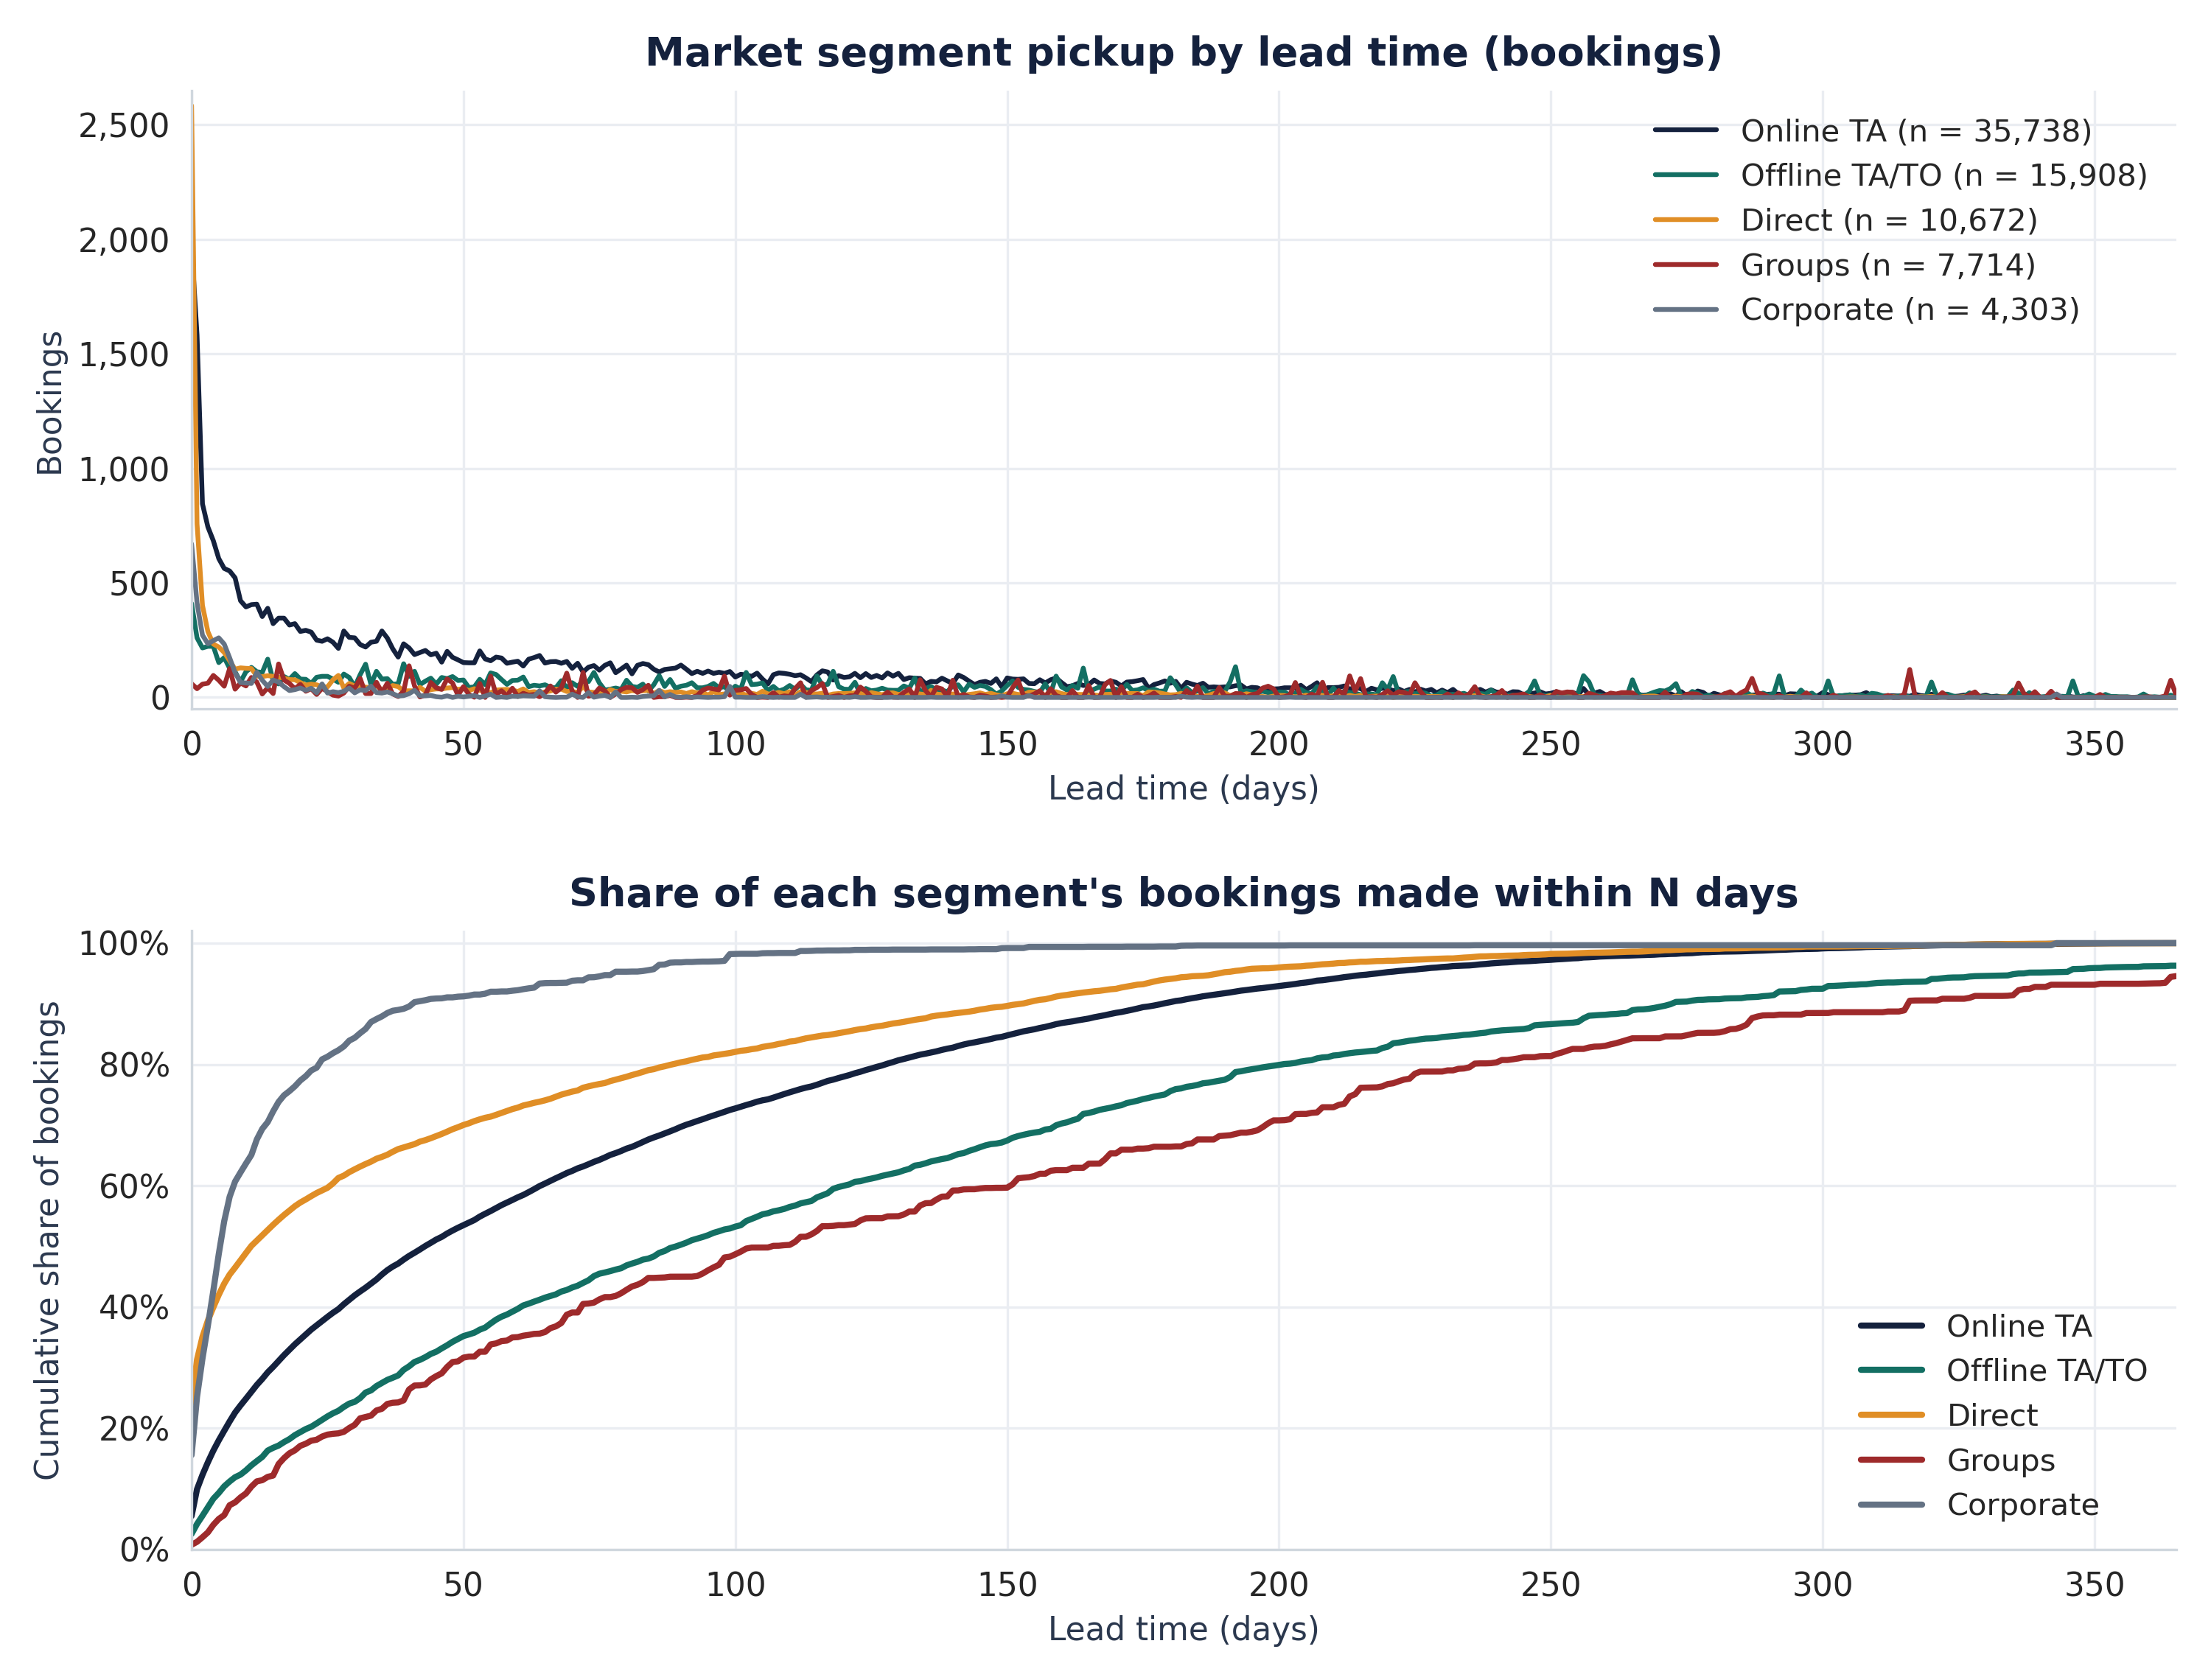 Market segment pickup by lead time (bookings)
2,500
2,000
1,500
1,000
500
0
Bookings
Online TA (n = 35,738)
Offline TA/TO (n = 15,908)
Direct (n = 10,672)
Groups (n = 7,714)
Corporate (n = 4,303)
0 50 100 150 200 250 300 350
Lead time (days)
Share of each segment's bookings made within N days
100%
80%
60%
40%
20%
0%
Cumulative share of bookings
Online TA
Offline TA/TO
Direct
Groups
Corporate
0 50 100 150 200 250 300 350
Lead time (days)